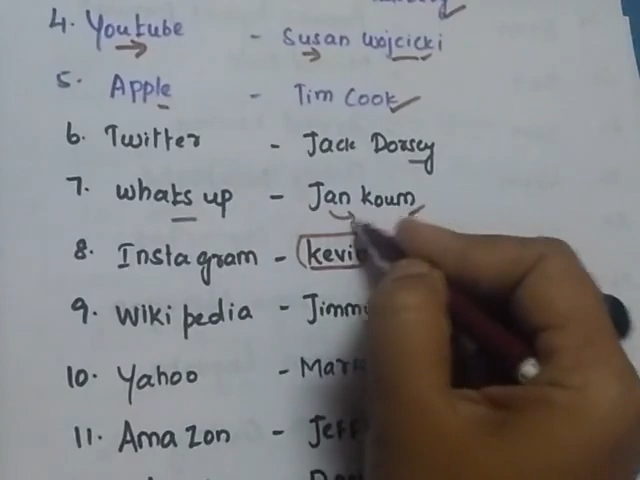 4. Youtube - Susan Wojcicki
5. Apple - Tim Cook
6. Twitter - Jack Dorsey
7. whats up - Jan koum
8. Instagram - kevi
9. Wikipedia - Jimm
10. Yahoo - Mar
11. Amazon - Jeff